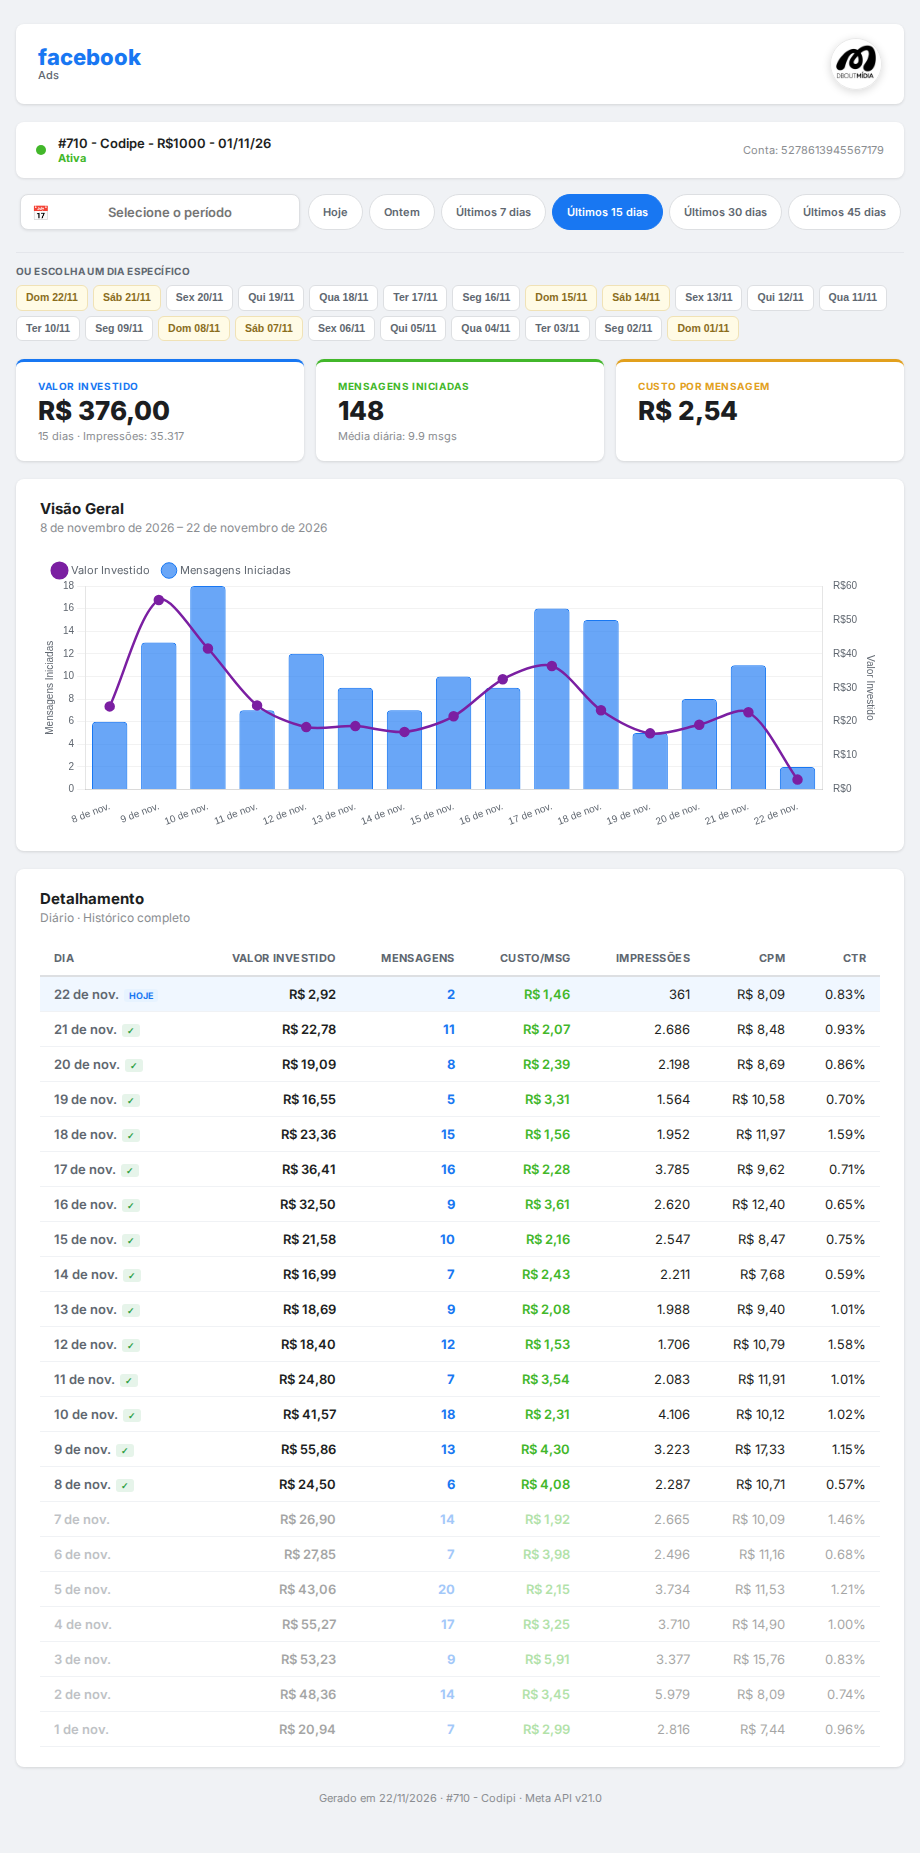 facebook
Ads
DBOUTMÍDIA
#710 - Codipe - R$1000 - 01/11/26
Ativa
Conta: 5278613945567179
📅 Selecione o período
Hoje
Ontem
Últimos 7 dias
Últimos 15 dias
Últimos 30 dias
Últimos 45 dias
OU ESCOLHA UM DIA ESPECÍFICO
Dom 22/11 Sáb 21/11 Sex 20/11 Qui 19/11 Qua 18/11 Ter 17/11 Seg 16/11 Dom 15/11 Sáb 14/11 Sex 13/11 Qui 12/11 Qua 11/11
Ter 10/11 Seg 09/11 Dom 08/11 Sáb 07/11 Sex 06/11 Qui 05/11 Qua 04/11 Ter 03/11 Seg 02/11 Dom 01/11
VALOR INVESTIDO
R$ 376,00
15 dias · Impressões: 35.317
MENSAGENS INICIADAS
148
Média diária: 9.9 msgs
CUSTO POR MENSAGEM
R$ 2,54
Visão Geral
8 de novembro de 2026 – 22 de novembro de 2026
Valor Investido Mensagens Iniciadas
Mensagens Iniciadas
18
16
14
12
10
8
6
4
2
0
R$60
R$50
R$40
R$30
R$20
R$10
R$0
Valor Investido
8 de nov. 9 de nov. 10 de nov. 11 de nov. 12 de nov. 13 de nov. 14 de nov. 15 de nov. 16 de nov. 17 de nov. 18 de nov. 19 de nov. 20 de nov. 21 de nov. 22 de nov.
Detalhamento
Diário · Histórico completo
DIA VALOR INVESTIDO MENSAGENS CUSTO/MSG IMPRESSÕES CPM CTR
22 de nov. HOJE R$ 2,92 2 R$ 1,46 361 R$ 8,09 0.83%
21 de nov. ✓ R$ 22,78 11 R$ 2,07 2.686 R$ 8,48 0.93%
20 de nov. ✓ R$ 19,09 8 R$ 2,39 2.198 R$ 8,69 0.86%
19 de nov. ✓ R$ 16,55 5 R$ 3,31 1.564 R$ 10,58 0.70%
18 de nov. ✓ R$ 23,36 15 R$ 1,56 1.952 R$ 11,97 1.59%
17 de nov. ✓ R$ 36,41 16 R$ 2,28 3.785 R$ 9,62 0.71%
16 de nov. ✓ R$ 32,50 9 R$ 3,61 2.620 R$ 12,40 0.65%
15 de nov. ✓ R$ 21,58 10 R$ 2,16 2.547 R$ 8,47 0.75%
14 de nov. ✓ R$ 16,99 7 R$ 2,43 2.211 R$ 7,68 0.59%
13 de nov. ✓ R$ 18,69 9 R$ 2,08 1.988 R$ 9,40 1.01%
12 de nov. ✓ R$ 18,40 12 R$ 1,53 1.706 R$ 10,79 1.58%
11 de nov. ✓ R$ 24,80 7 R$ 3,54 2.083 R$ 11,91 1.01%
10 de nov. ✓ R$ 41,57 18 R$ 2,31 4.106 R$ 10,12 1.02%
9 de nov. ✓ R$ 55,86 13 R$ 4,30 3.223 R$ 17,33 1.15%
8 de nov. ✓ R$ 24,50 6 R$ 4,08 2.287 R$ 10,71 0.57%
7 de nov. R$ 26,90 14 R$ 1,92 2.665 R$ 10,09 1.46%
6 de nov. R$ 27,85 7 R$ 3,98 2.496 R$ 11,16 0.68%
5 de nov. R$ 43,06 20 R$ 2,15 3.734 R$ 11,53 1.21%
4 de nov. R$ 55,27 17 R$ 3,25 3.710 R$ 14,90 1.00%
3 de nov. R$ 53,23 9 R$ 5,91 3.377 R$ 15,76 0.83%
2 de nov. R$ 48,36 14 R$ 3,45 5.979 R$ 8,09 0.74%
1 de nov. R$ 20,94 7 R$ 2,99 2.816 R$ 7,44 0.96%
Gerado em 22/11/2026 · #710 - Codipi · Meta API v21.0